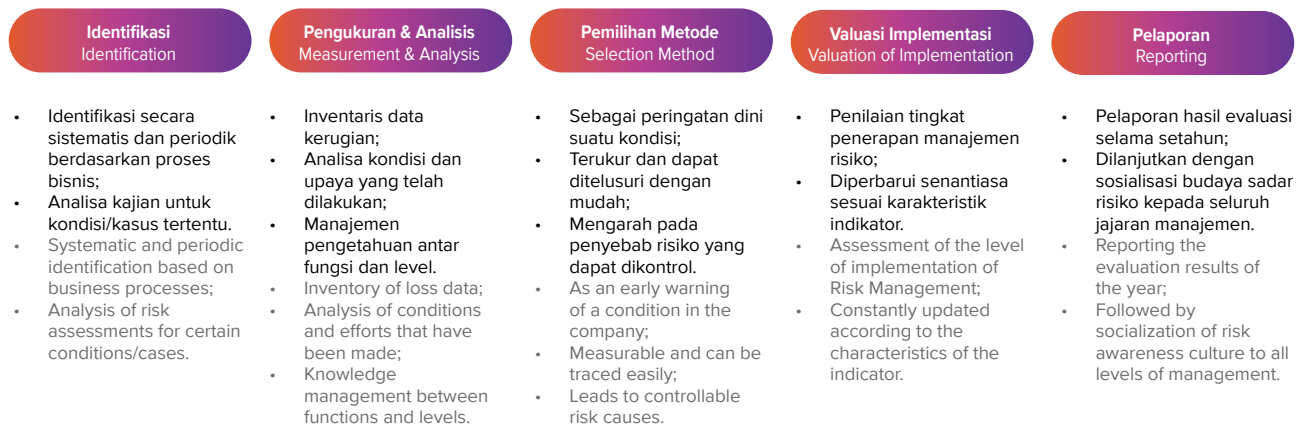 Identifikasi
Identification
• Identifikasi secara
sistematis dan periodik
berdasarkan proses
bisnis;
• Analisa kajian untuk
kondisi/kasus tertentu.
• Systematic and periodic
identification based on
business processes;
• Analysis of risk
assessments for certain
conditions/cases.
Pengukuran & Analisis
Measurement & Analysis
• Inventaris data
kerugian;
• Analisa kondisi dan
upaya yang telah
dilakukan;
• Manajemen
pengetahuan antar
fungsi dan level.
• Inventory of loss data;
• Analysis of conditions
and efforts that have
been made;
• Knowledge
management between
functions and levels.
Pemilihan Metode
Selection Method
• Sebagai peringatan dini
suatu kondisi;
• Terukur dan dapat
ditelusuri dengan
mudah;
• Mengarah pada
penyebab risiko yang
dapat dikontrol.
• As an early warning
of a condition in the
company;
• Measurable and can be
traced easily;
• Leads to controllable
risk causes.
Valuasi Implementasi
Valuation of Implementation
• Penilaian tingkat
penerapan manajemen
risiko;
• Diperbarui senantiasa
sesuai karakteristik
indikator.
• Assessment of the level
of implementation of
Risk Management;
• Constantly updated
according to the
characteristics of the
indicator.
Pelaporan
Reporting
• Pelaporan hasil evaluasi
selama setahun;
• Dilanjutkan dengan
sosialisasi budaya sadar
risiko kepada seluruh
jajaran manajemen.
• Reporting the
evaluation results of
the year;
• Followed by
socialization of risk
awareness culture to all
levels of management.